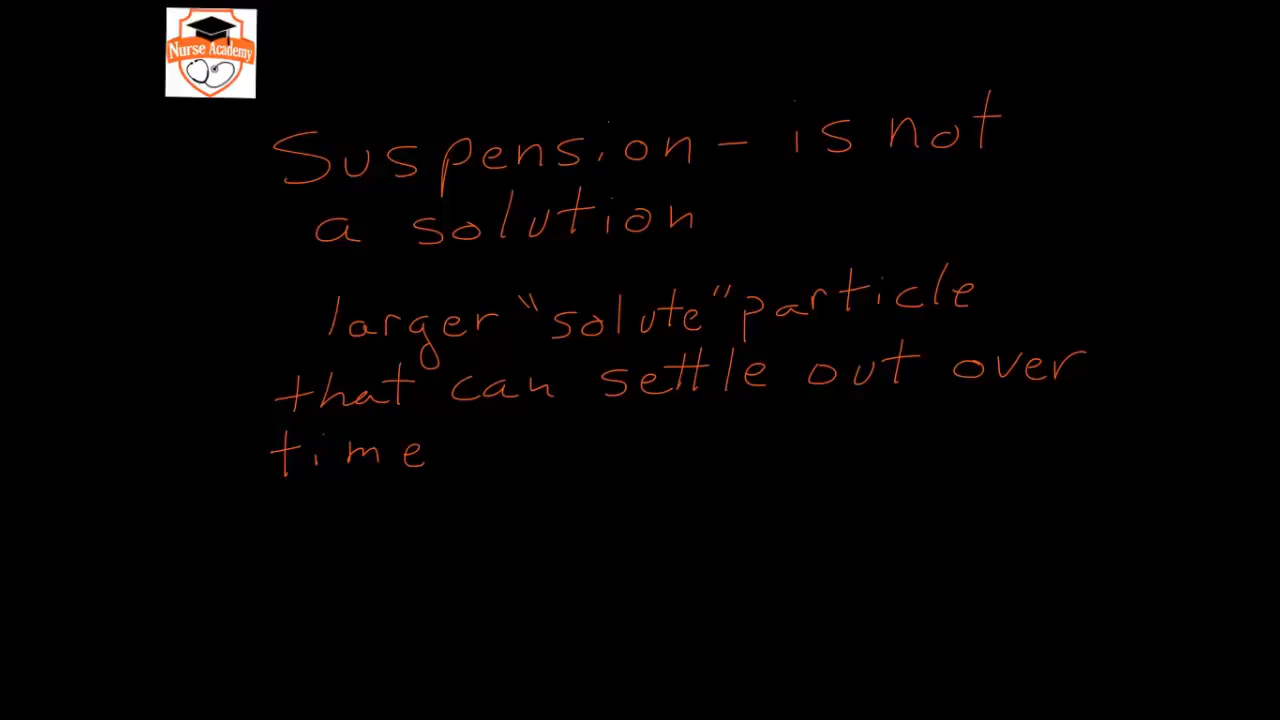 Nurse Academy
Suspension - is not
a solution
larger "solute" particle
that can settle out over
time